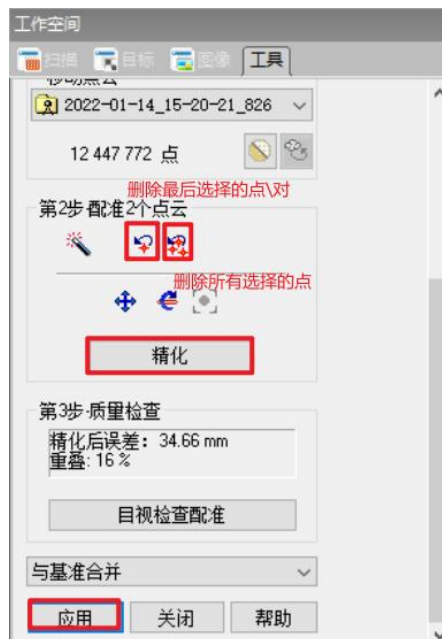 工作空间
扫描 目标 图像 工具
移动点云
2022-01-14_15-20-21_826
12 447 772 点
删除最后选择的点\对
第2步-配准2个点云
删除所有选择的点
精化
第3步-质量检查
精化后误差: 34.66 mm
重叠: 16 %
目视检查配准
与基准合并
应用 关闭 帮助